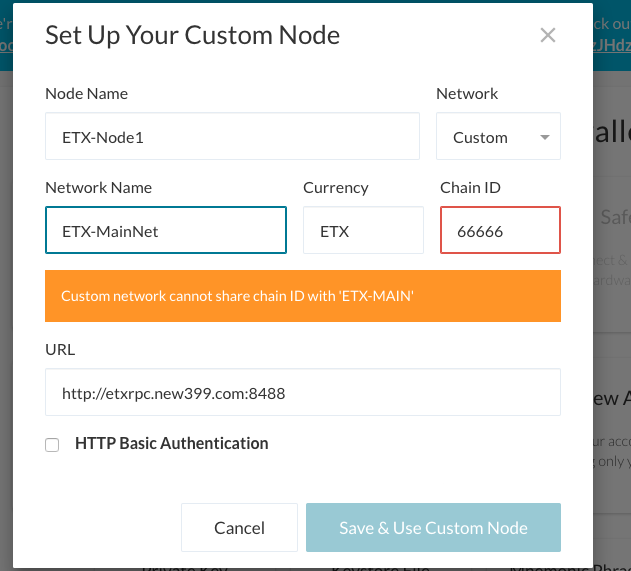 Set Up Your Custom Node
Node Name Network
ETX-Node1 Custom
Network Name Currency Chain ID
ETX-MainNet ETX 66666
Custom network cannot share chain ID with 'ETX-MAIN'
URL
http://etxrpc.new399.com:8488
HTTP Basic Authentication
Cancel Save & Use Custom Node